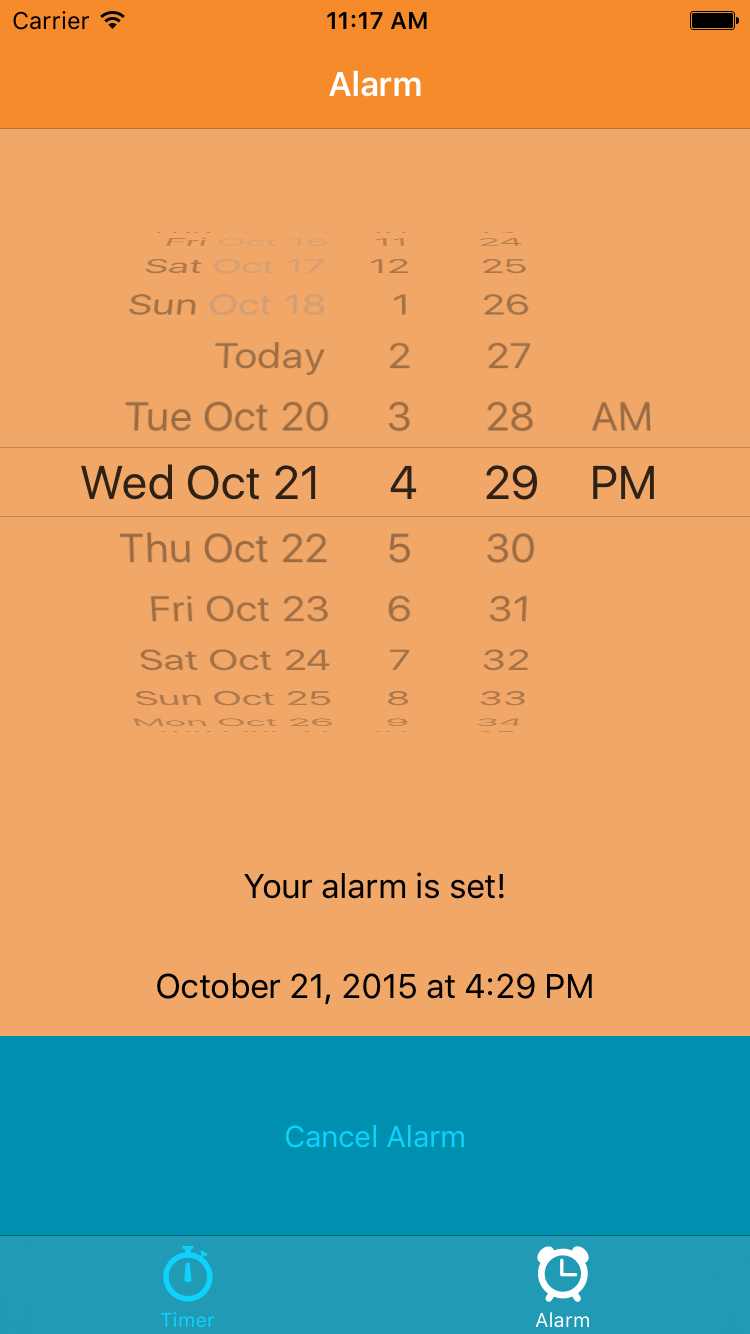 Carrier 11:17 AM
Alarm
Fri Oct 16 11 24
Sat Oct 17 12 25
Sun Oct 18 1 26
Today 2 27
Tue Oct 20 3 28 AM
Wed Oct 21 4 29 PM
Thu Oct 22 5 30
Fri Oct 23 6 31
Sat Oct 24 7 32
Sun Oct 25 8 33
Mon Oct 26 9 34
Your alarm is set!
October 21, 2015 at 4:29 PM
Cancel Alarm
Timer Alarm